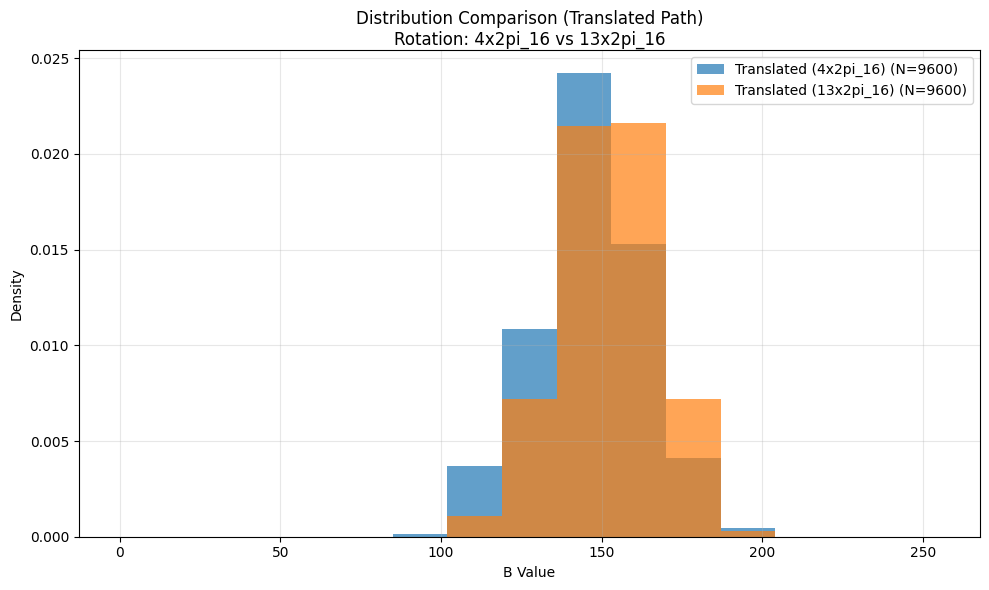 Distribution Comparison (Translated Path)
Rotation: 4x2pi_16 vs 13x2pi_16
Translated (4x2pi_16) (N=9600)
Translated (13x2pi_16) (N=9600)
0.025
0.020
0.015
0.010
0.005
0.000
Density
0 50 100 150 200 250
B Value